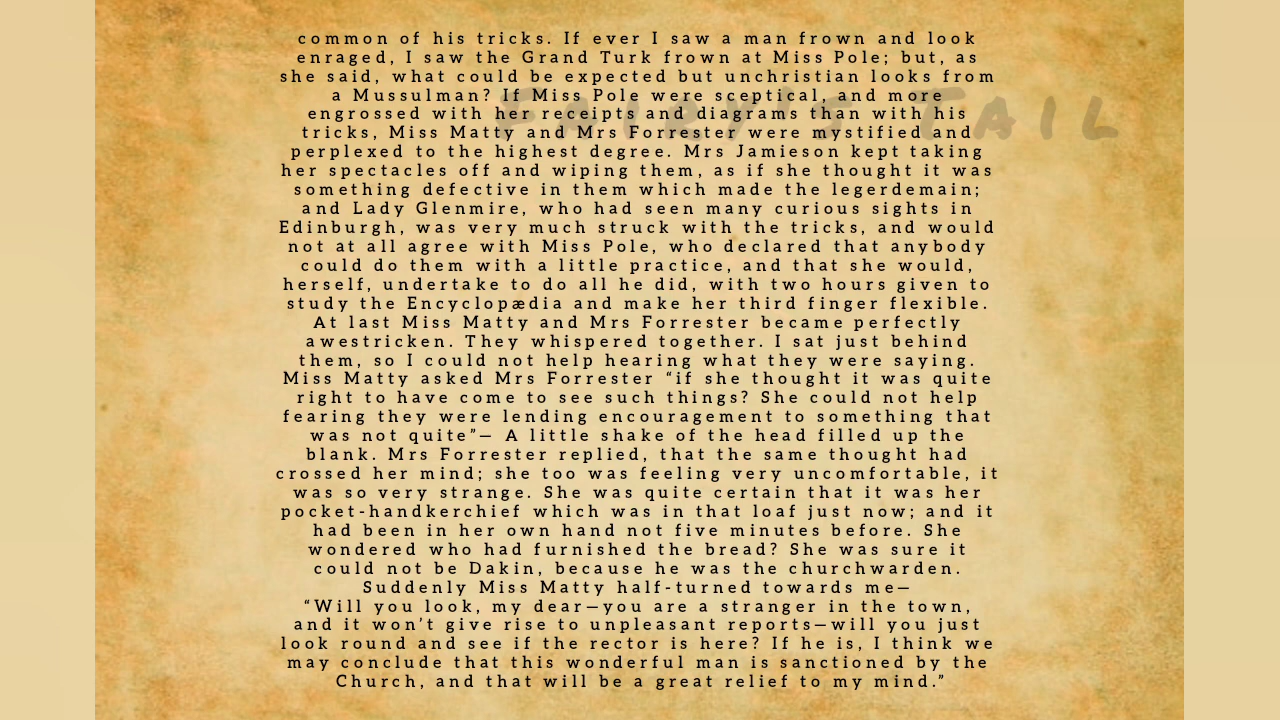 common of his tricks. If ever I saw a man frown and look
enraged, I saw the Grand Turk frown at Miss Pole; but, as
she said, what could be expected but unchristian looks from
a Mussulman? If Miss Pole were sceptical, and more
engrossed with her receipts and diagrams than with his
tricks, Miss Matty and Mrs Forrester were mystified and
perplexed to the highest degree. Mrs Jamieson kept taking
her spectacles off and wiping them, as if she thought it was
something defective in them which made the legerdemain;
and Lady Glenmire, who had seen many curious sights in
Edinburgh, was very much struck with the tricks, and would
not at all agree with Miss Pole, who declared that anybody
could do them with a little practice, and that she would,
herself, undertake to do all he did, with two hours given to
study the Encyclopædia and make her third finger flexible.
At last Miss Matty and Mrs Forrester became perfectly
awestricken. They whispered together. I sat just behind
them, so I could not help hearing what they were saying.
Miss Matty asked Mrs Forrester “if she thought it was quite
right to have come to see such things? She could not help
fearing they were lending encouragement to something that
was not quite”— A little shake of the head filled up the
blank. Mrs Forrester replied, that the same thought had
crossed her mind; she too was feeling very uncomfortable, it
was so very strange. She was quite certain that it was her
pocket-handkerchief which was in that loaf just now; and it
had been in her own hand not five minutes before. She
wondered who had furnished the bread? She was sure it
could not be Dakin, because he was the churchwarden.
Suddenly Miss Matty half-turned towards me—
“Will you look, my dear—you are a stranger in the town,
and it won’t give rise to unpleasant reports—will you just
look round and see if the rector is here? If he is, I think we
may conclude that this wonderful man is sanctioned by the
Church, and that will be a great relief to my mind.”
TAIL